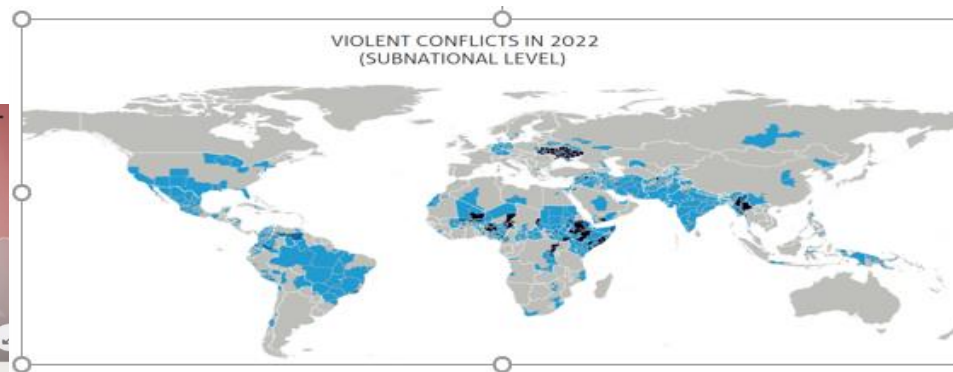 VIOLENT CONFLICTS IN 2022
(SUBNATIONAL LEVEL)